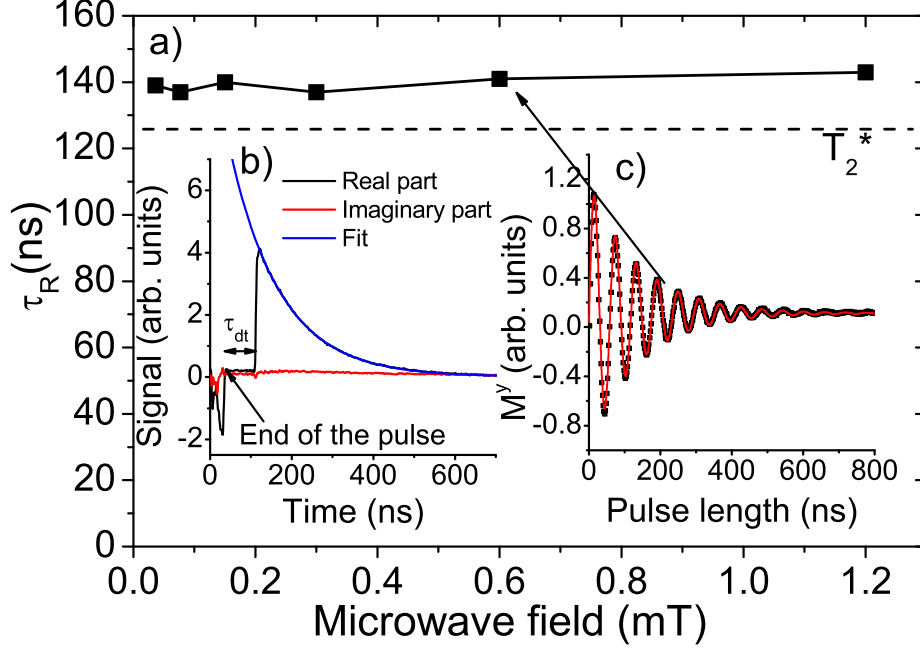 160
140
120
100
80
60
40
20
0
τR(ns)
0.0 0.2 0.4 0.6 0.8 1.0 1.2
Microwave field (mT)
a)
T2*
b)
Real part
Imaginary part
Fit
6
4
2
0
-2
Signal (arb. units)
τdt
End of the pulse
0 200 400 600
Time (ns)
c)
1.2
0.8
0.4
0.0
-0.4
-0.8
My (arb. units)
0 200 400 600 800
Pulse length (ns)